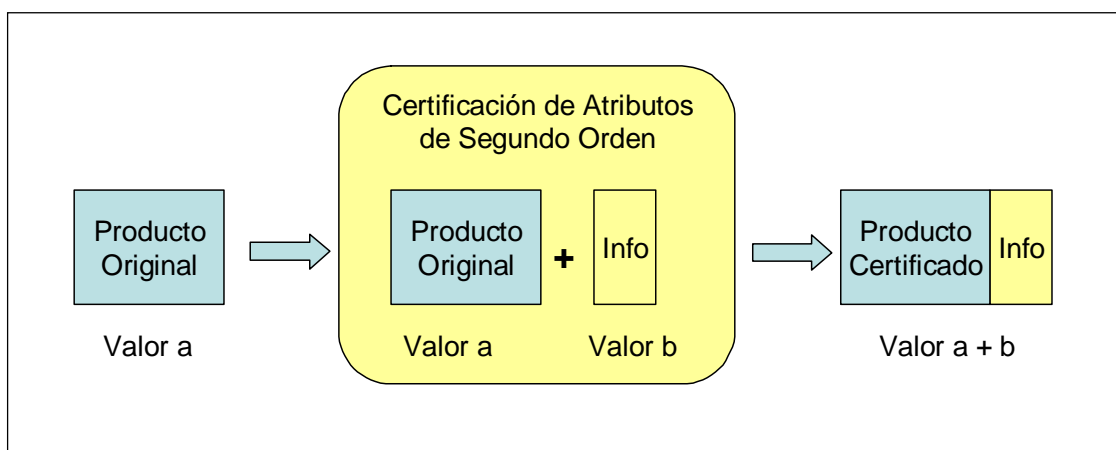 Certificación de Atributos
de Segundo Orden
Producto
Original
Valor a
Producto
Original
+
Info
Valor a
Valor b
Producto
Certificado
Info
Valor a + b